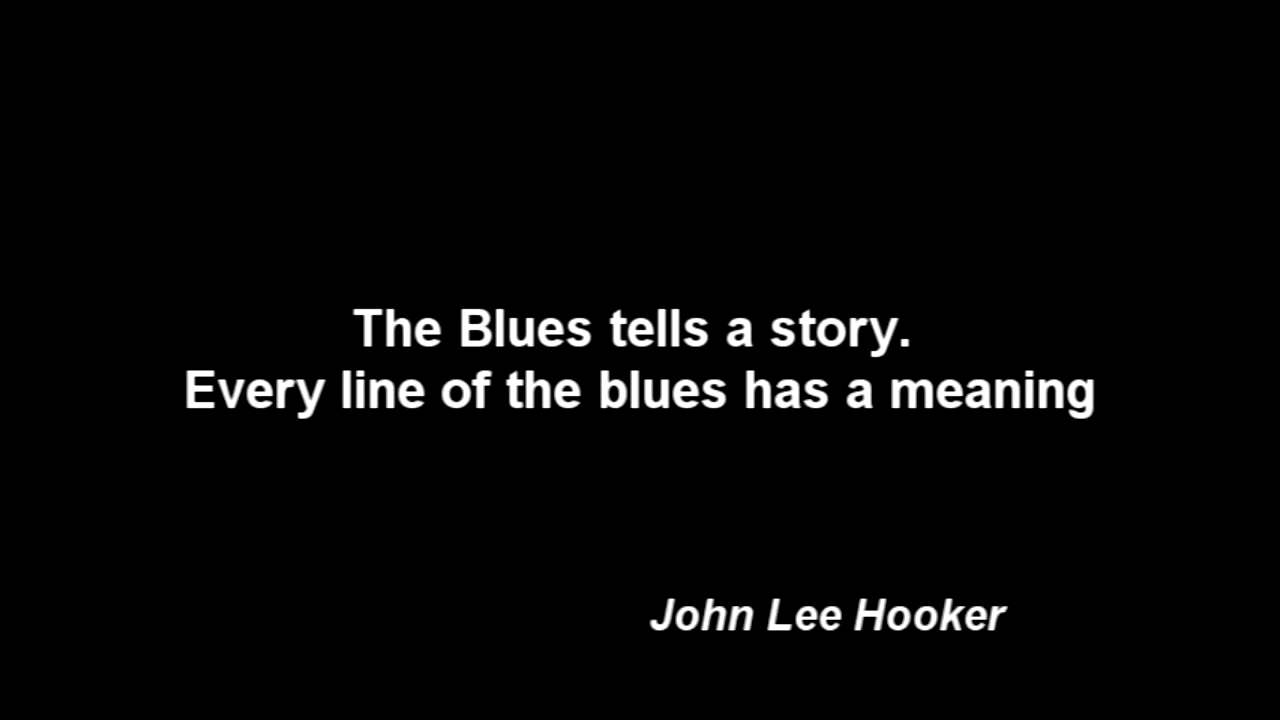 The Blues tells a story.
Every line of the blues has a meaning
John Lee Hooker